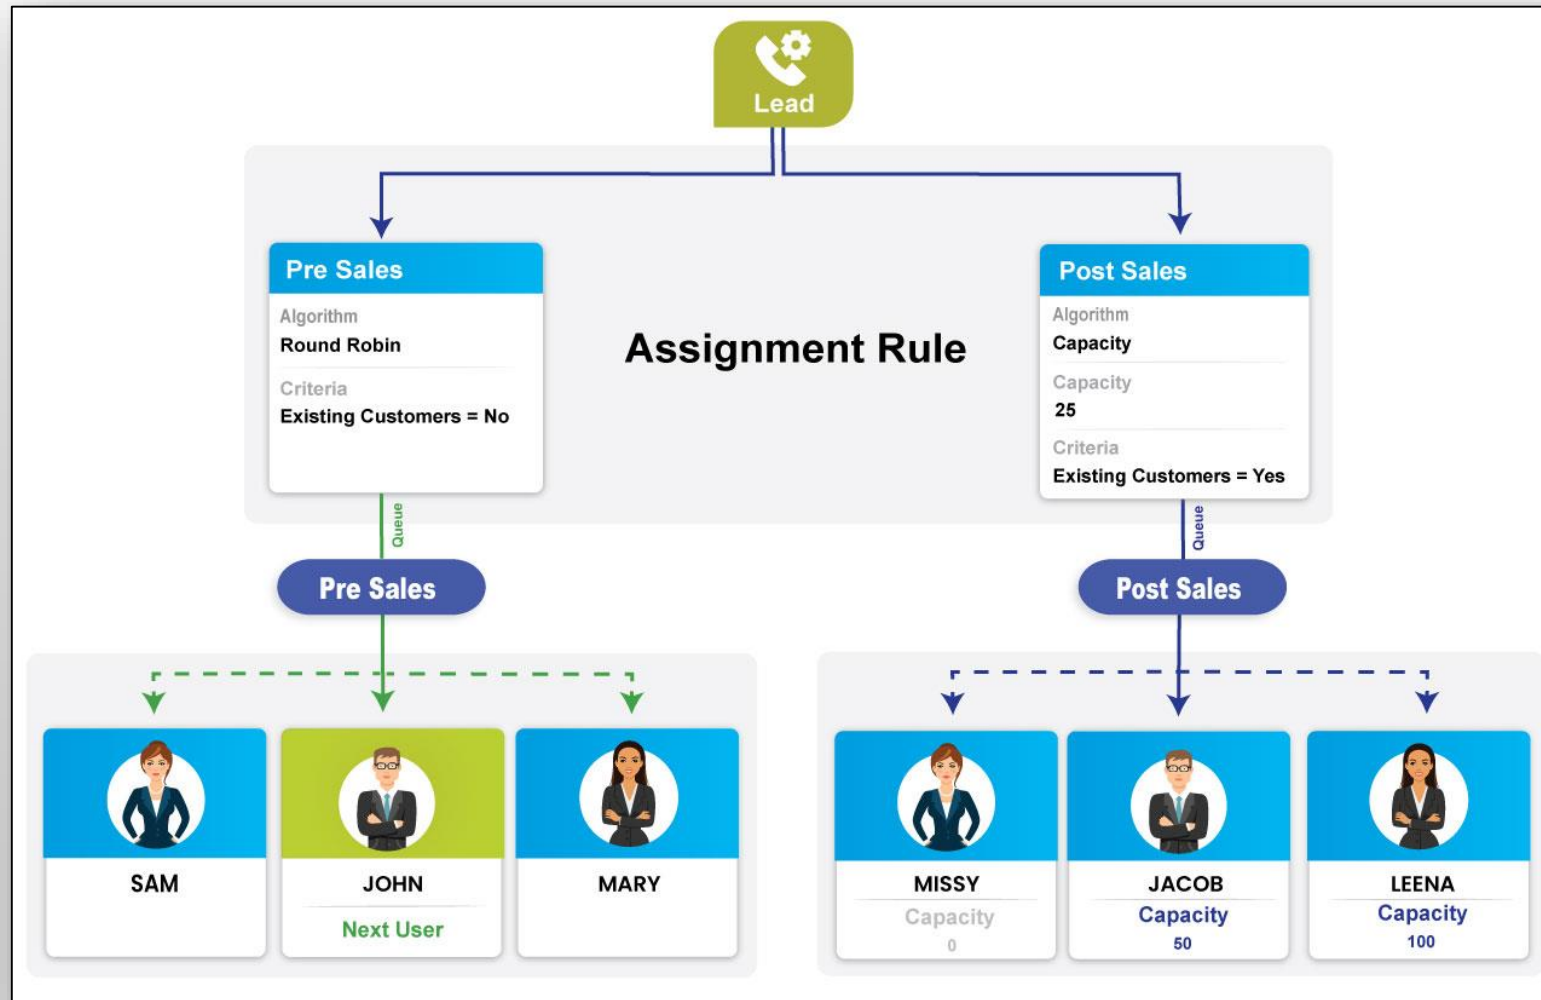 Lead
Pre Sales
Algorithm
Round Robin
Criteria
Existing Customers = No
Assignment Rule
Post Sales
Algorithm
Capacity
Capacity
25
Criteria
Existing Customers = Yes
Queue
Pre Sales
Queue
Post Sales
SAM
JOHN
Next User
MARY
MISSY
Capacity
0
JACOB
Capacity
50
LEENA
Capacity
100